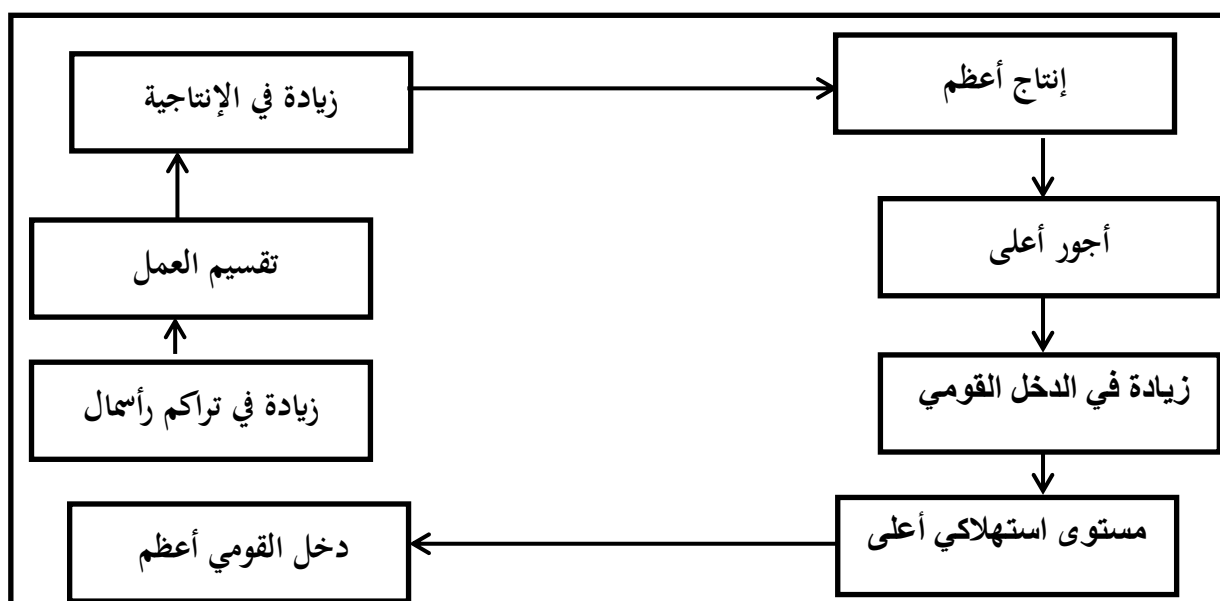 إنتاج أعظم
زيادة في الإنتاجية
أجور أعلى
تقسيم العمل
زيادة في الدخل القومي
زيادة في تراكم رأسمال
مستوى استهلاكي أعلى
دخل القومي أعظم